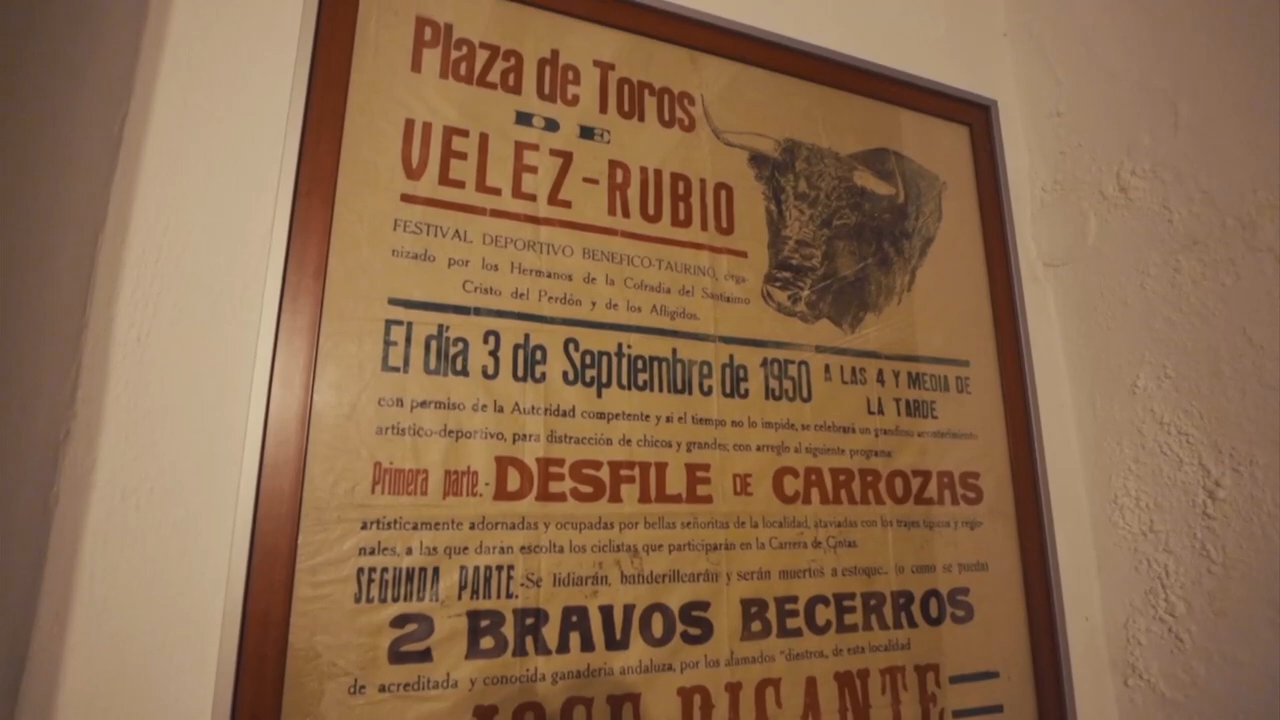 Plaza de Toros
DE
VELEZ-RUBIO
FESTIVAL DEPORTIVO BENEFICO-TAURINO, orga-
nizado por los Hermanos de la Cofradía del Santísimo
Cristo del Perdón y de los Afligidos.
El día 3 de Septiembre de 1950
A LAS 4 Y MEDIA DE
LA TARDE
con permiso de la Autoridad competente y si el tiempo no lo impide, se celebrará un grandioso acontecimiento
artístico-deportivo, para distracción de chicos y grandes; con arreglo al siguiente programa:
Primera parte.- DESFILE DE CARROZAS
artísticamente adornadas y ocupadas por bellas señoritas de la localidad, ataviadas con los trajes típicos y regio-
nales, a las que darán escolta los ciclistas que participarán en la Carrera de Cintas.
SEGUNDA PARTE.-Se lidiarán, banderillearán y serán muertos a estoque.. (o como se pueda)
2 BRAVOS BECERROS
de acreditada y conocida ganadería andaluza, por los afamados "diestros, de esta localidad
JOSE